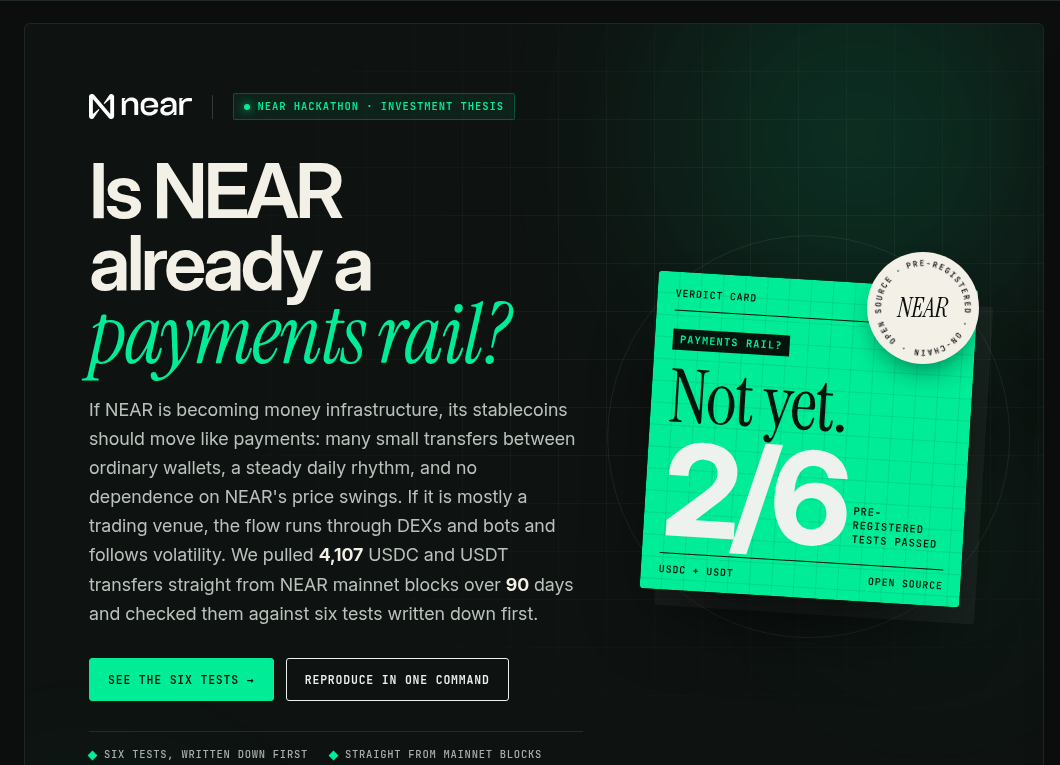 near
NEAR HACKATHON · INVESTMENT THESIS
Is NEAR
already a
payments rail?
If NEAR is becoming money infrastructure, its stablecoins
should move like payments: many small transfers between
ordinary wallets, a steady daily rhythm, and no
dependence on NEAR's price swings. If it is mostly a
trading venue, the flow runs through DEXs and bots and
follows volatility. We pulled 4,107 USDC and USDT
transfers straight from NEAR mainnet blocks over 90 days
and checked them against six tests written down first.
SEE THE SIX TESTS →
REPRODUCE IN ONE COMMAND
SIX TESTS, WRITTEN DOWN FIRST
STRAIGHT FROM MAINNET BLOCKS
VERDICT CARD
PAYMENTS RAIL?
Not yet.
2/6
PRE-
REGISTERED
TESTS PASSED
USDC + USDT
OPEN SOURCE
PRE-REGISTERED · ON-CHAIN · OPEN SOURCE ·
NEAR